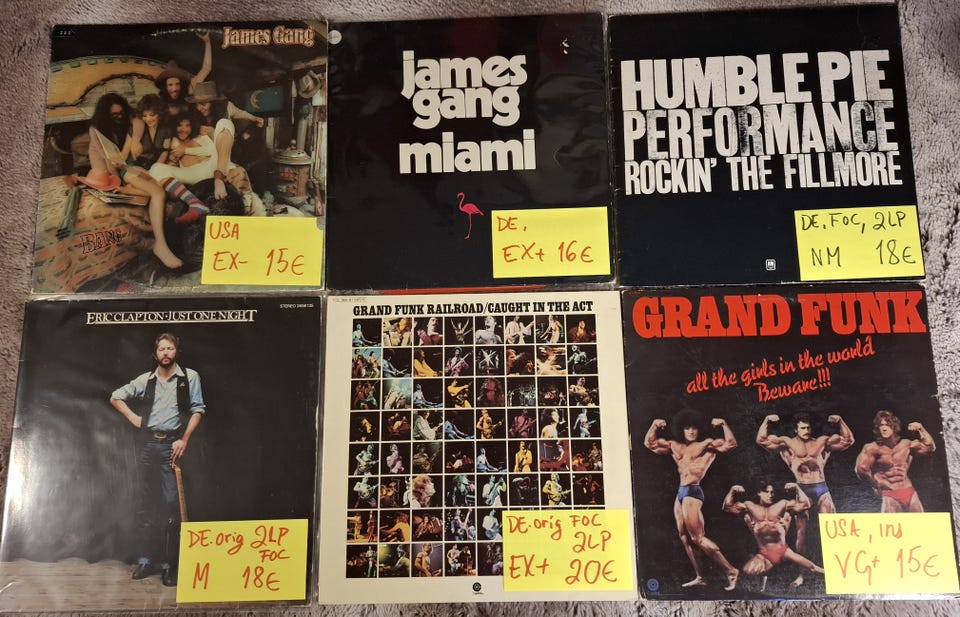 James Gang
BANG
USA
EX- 15€
james
gang
miami
DE,
EX+ 16€
HUMBLE PIE
PERFORMANCE
ROCKIN' THE FILLMORE
DE, FOC, 2LP
NM 18€
ERIC CLAPTON·JUST ONE NIGHT
DE.orig 2LP
FOC
M 18€
GRAND FUNK RAILROAD/CAUGHT IN THE ACT
DE.orig FOC
2LP
EX+ 20€
GRAND FUNK
all the girls in the world
Beware!!!
USA, ins
VG+ 15€